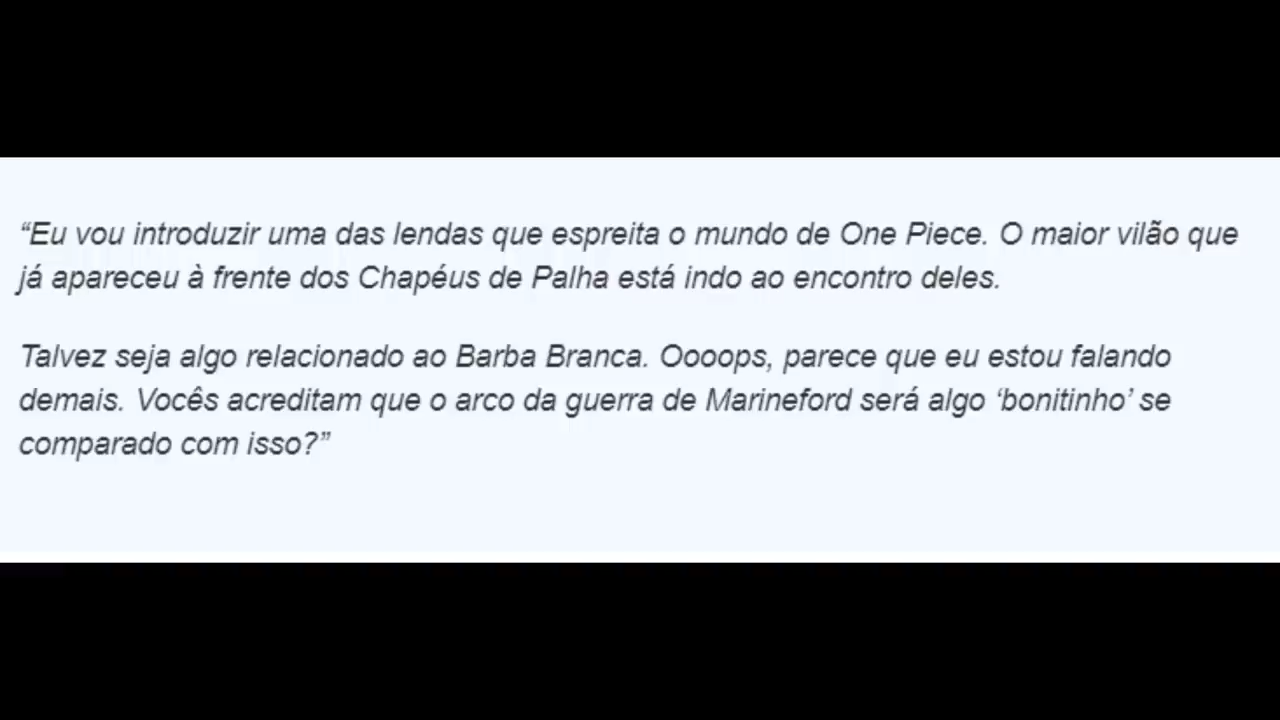 “Eu vou introduzir uma das lendas que espreita o mundo de One Piece. O maior vilão que
já apareceu à frente dos Chapéus de Palha está indo ao encontro deles.
Talvez seja algo relacionado ao Barba Branca. Oooops, parece que eu estou falando
demais. Vocês acreditam que o arco da guerra de Marineford será algo ‘bonitinho’ se
comparado com isso?”